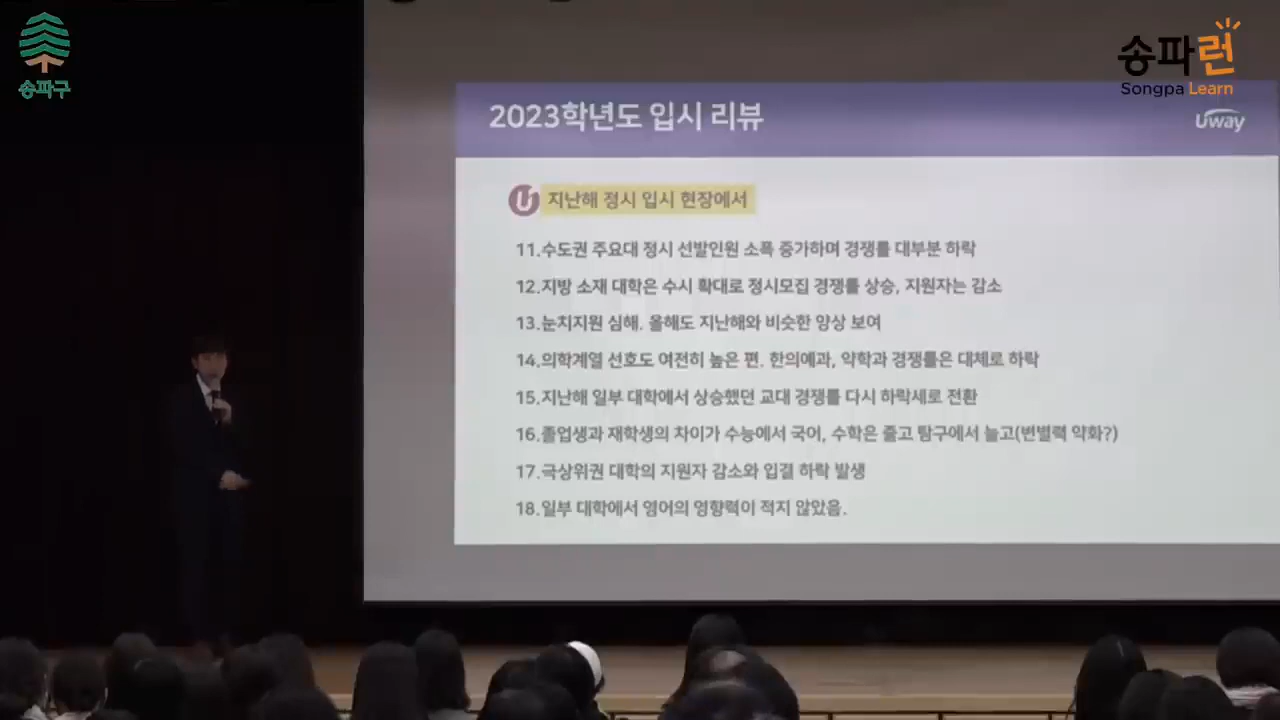 송파구
송파런
Songpa Learn
2023학년도 입시 리뷰
Uway
지난해 정시 입시 현장에서
11.수도권 주요대 정시 선발인원 소폭 증가하며 경쟁률 대부분 하락
12.지방 소재 대학은 수시 확대로 정시모집 경쟁률 상승, 지원자는 감소
13.눈치지원 심해. 올해도 지난해와 비슷한 양상 보여
14.의학계열 선호도 여전히 높은 편. 한의예과, 약학과 경쟁률은 대체로 하락
15.지난해 일부 대학에서 상승했던 교대 경쟁률 다시 하락세로 전환
16.졸업생과 재학생의 차이가 수능에서 국어, 수학은 줄고 탐구에서 늘고(변별력 약화?)
17.극상위권 대학의 지원자 감소와 입결 하락 발생
18.일부 대학에서 영어의 영향력이 적지 않았음.